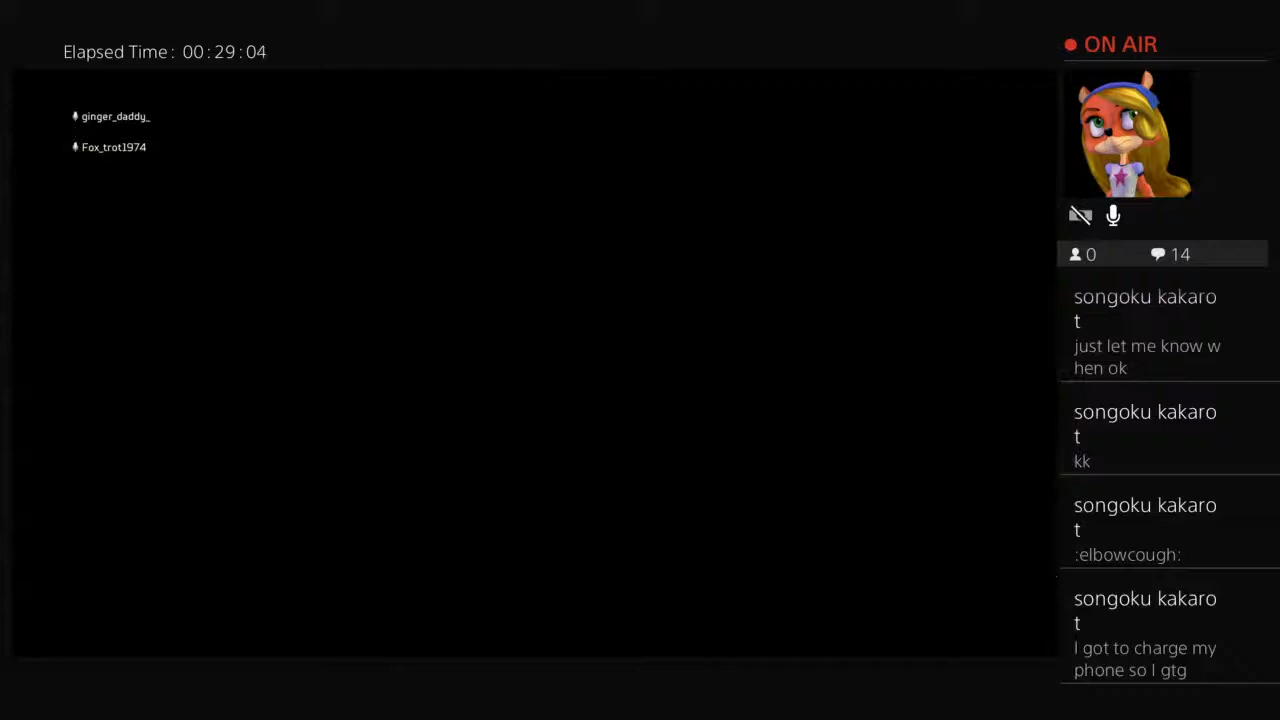 Elapsed Time: 00:29:04
ON AIR
ginger_daddy_
Fox_trot1974
0 14
songoku kakaro
t
just let me know w
hen ok
songoku kakaro
t
kk
songoku kakaro
t
:elbowcough:
songoku kakaro
t
I got to charge my
phone so I gtg